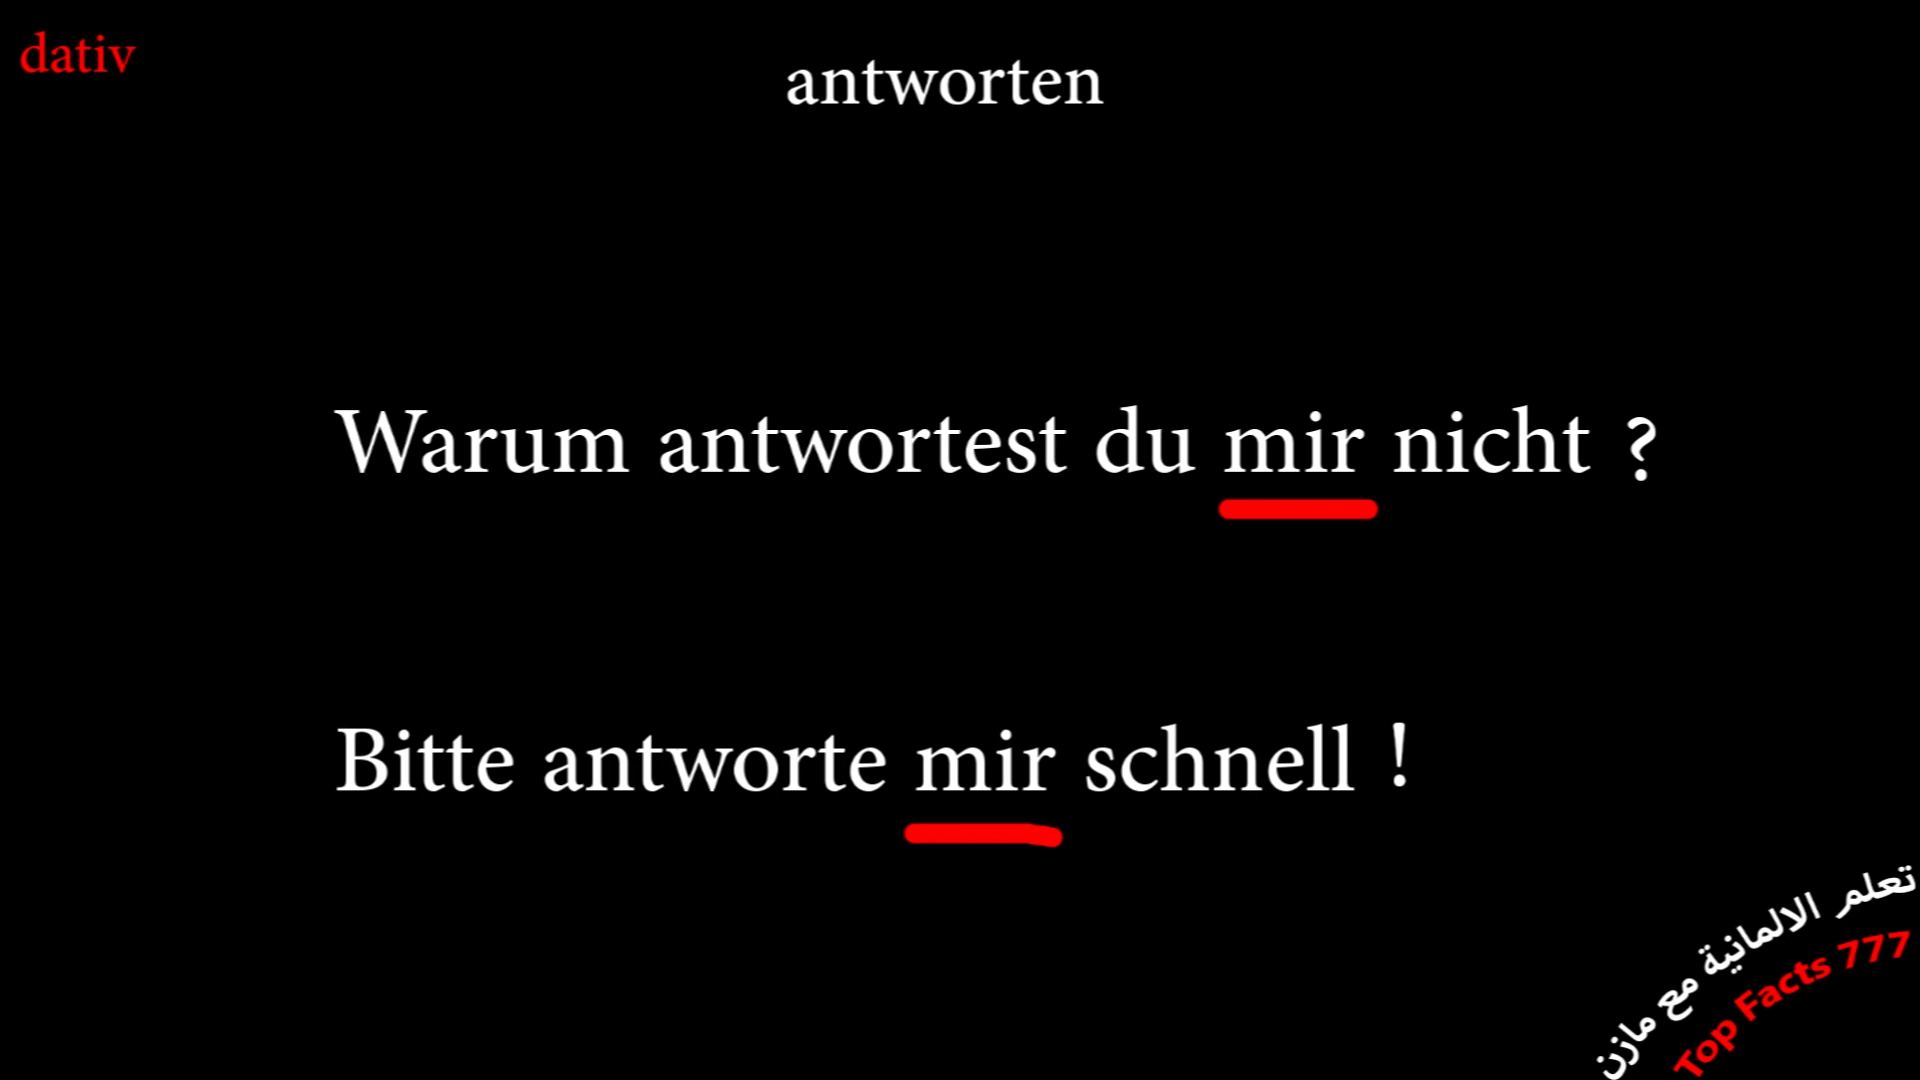 dativ
antworten
Warum antwortest du mir nicht ?
Bitte antworte mir schnell !
تعلم الالمانية مع مازن
Top Facts 777